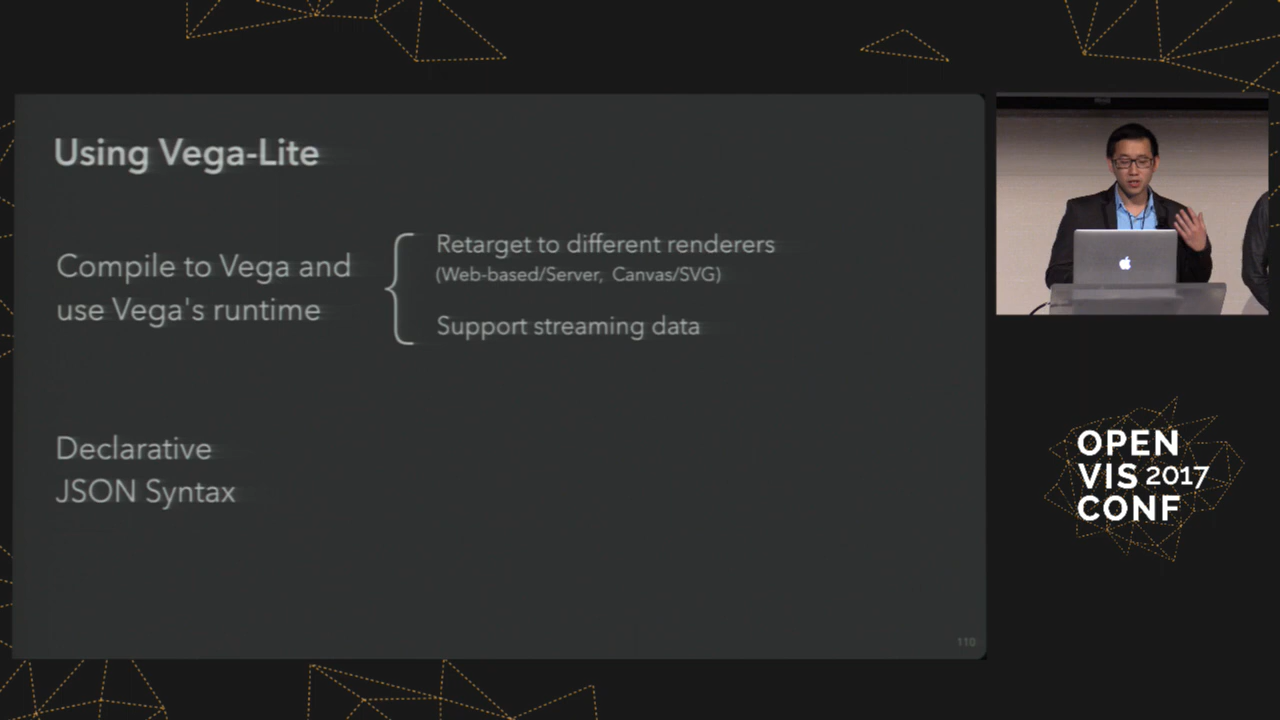 Using Vega-Lite
Compile to Vega and
use Vega's runtime
Retarget to different renderers
(Web-based/Server, Canvas/SVG)
Support streaming data
Declarative
JSON Syntax
110
OPEN
VIS 2017
CONF